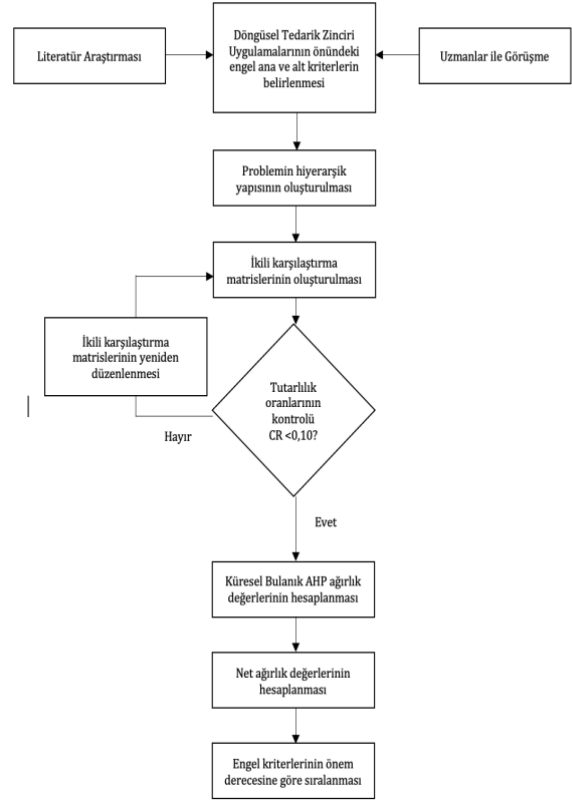 Literatür Araştırması
Döngüsel Tedarik Zinciri
Uygulamalarının önündeki
engel ana ve alt kriterlerin
belirlenmesi
Uzmanlar ile Görüşme
Problemin hiyerarşik
yapısının oluşturulması
İkili karşılaştırma
matrislerinin oluşturulması
İkili karşılaştırma
matrislerinin yeniden
düzenlenmesi
Tutarlılık
oranlarının
kontrolü
CR <0,10?
Hayır
Evet
Küresel Bulanık AHP ağırlık
değerlerinin hesaplanması
Net ağırlık değerlerinin
hesaplanması
Engel kriterlerinin önem
derecesine göre sıralanması